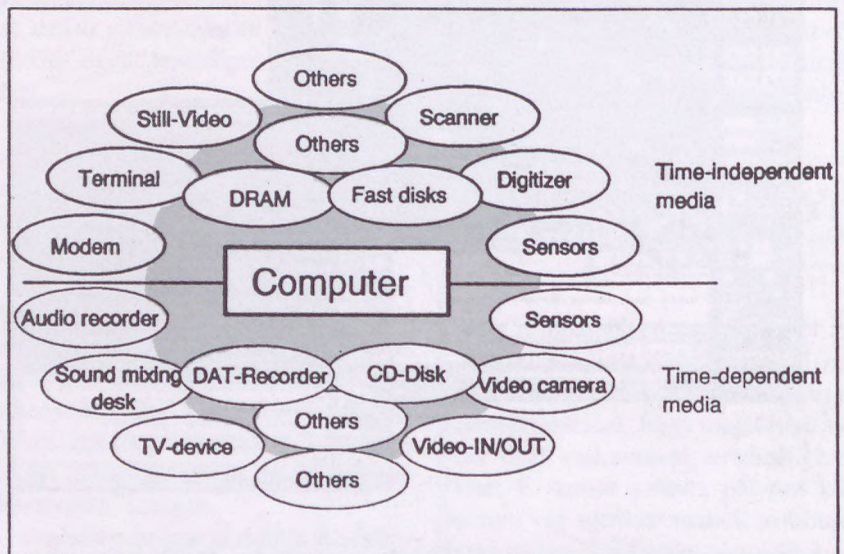 Others
Still-Video
Scanner
Others
Terminal
Digitizer
Time-independent
media
DRAM
Fast disks
Modem
Sensors
Computer
Audio recorder
Sensors
Sound mixing
desk
DAT-Recorder
CD-Disk
Video camera
Time-dependent
media
Others
TV-device
Video-IN/OUT
Others